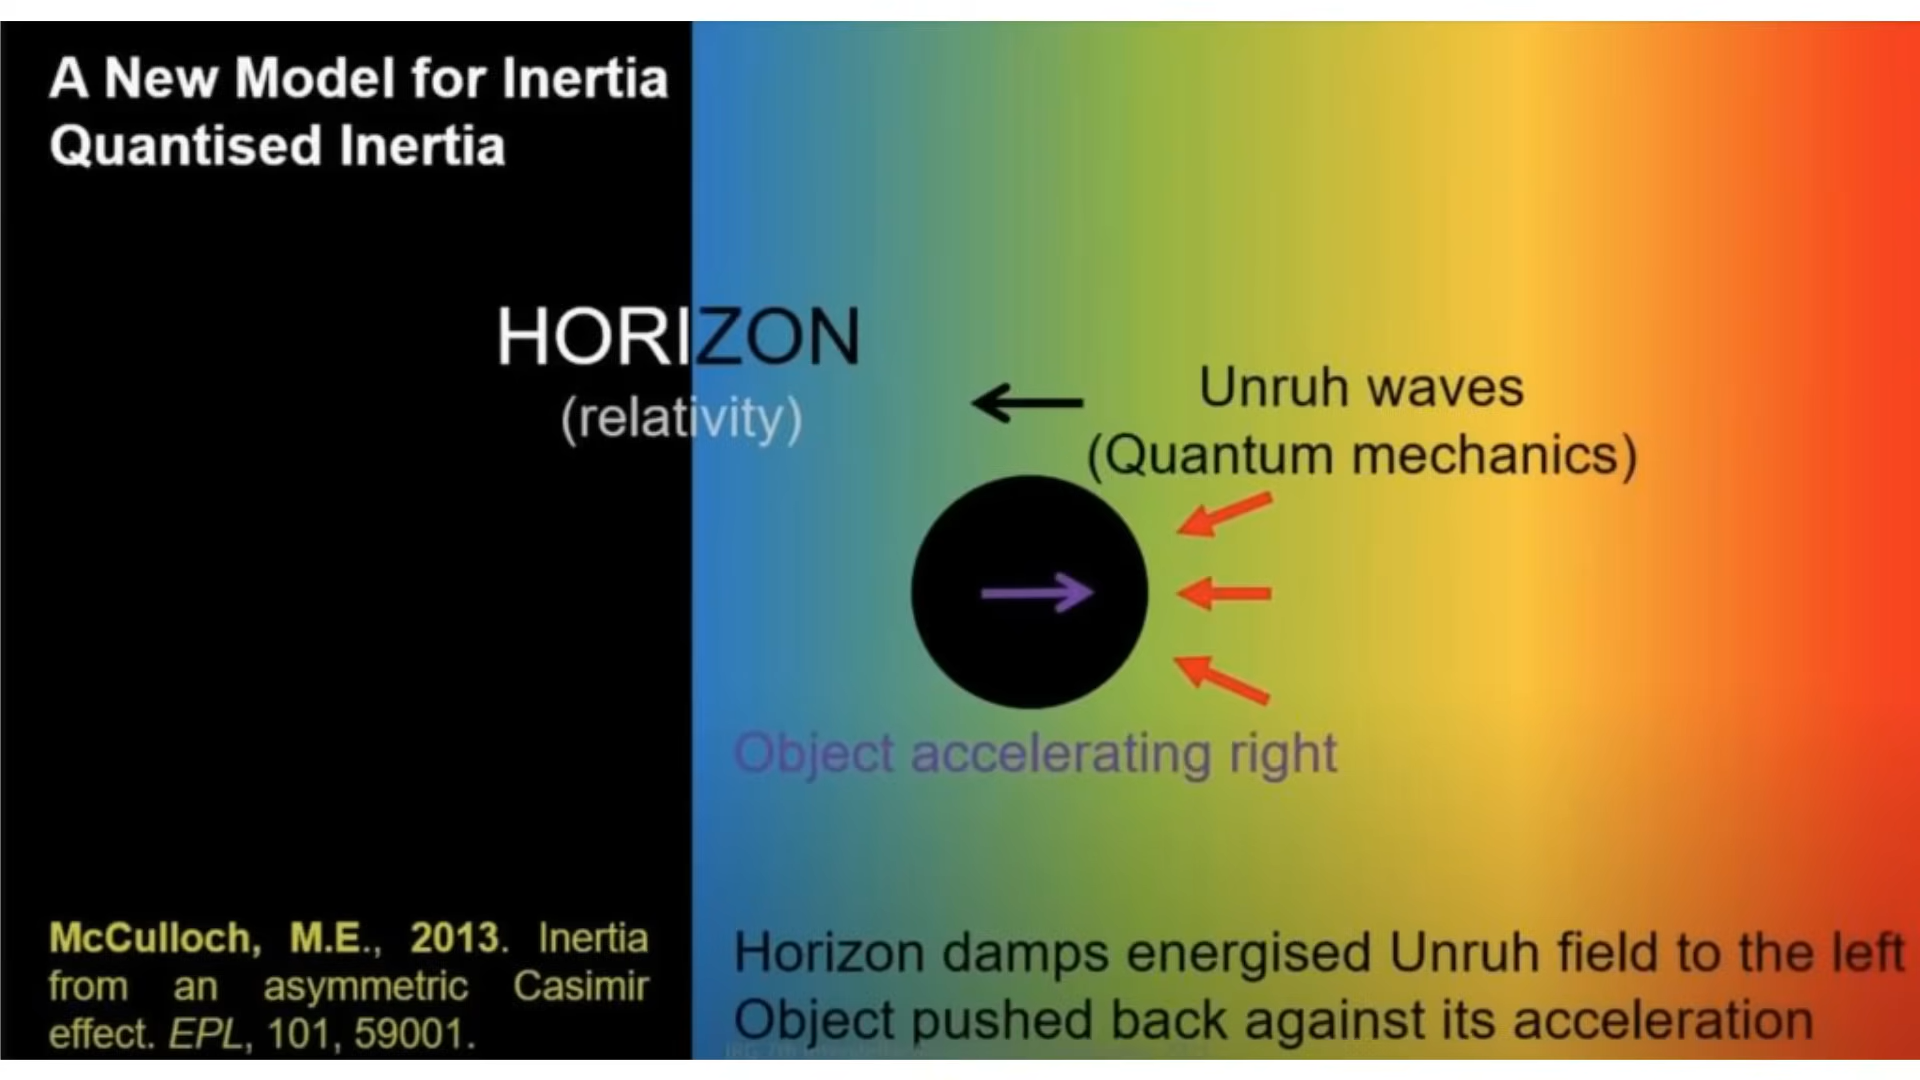 A New Model for Inertia
Quantised Inertia
HORIZON
(relativity)
Unruh waves
(Quantum mechanics)
Object accelerating right
McCulloch, M.E., 2013. Inertia
from an asymmetric Casimir
effect. EPL, 101, 59001.
Horizon damps energised Unruh field to the left
Object pushed back against its acceleration